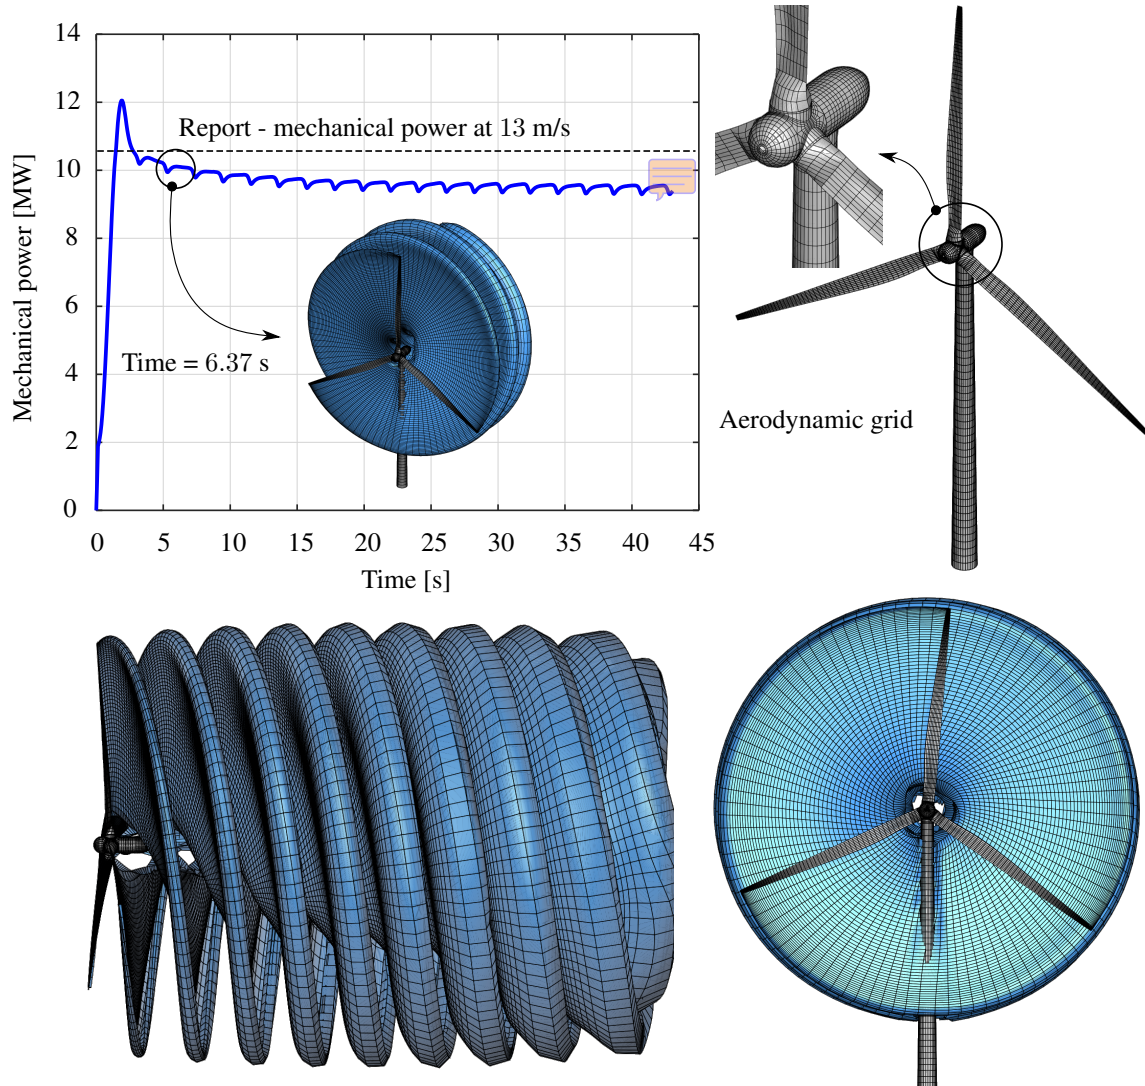 14
12
10
8
6
4
2
0
Mechanical power [MW]
Report - mechanical power at 13 m/s
Time = 6.37 s
0 5 10 15 20 25 30 35 40 45
Time [s]
Aerodynamic grid